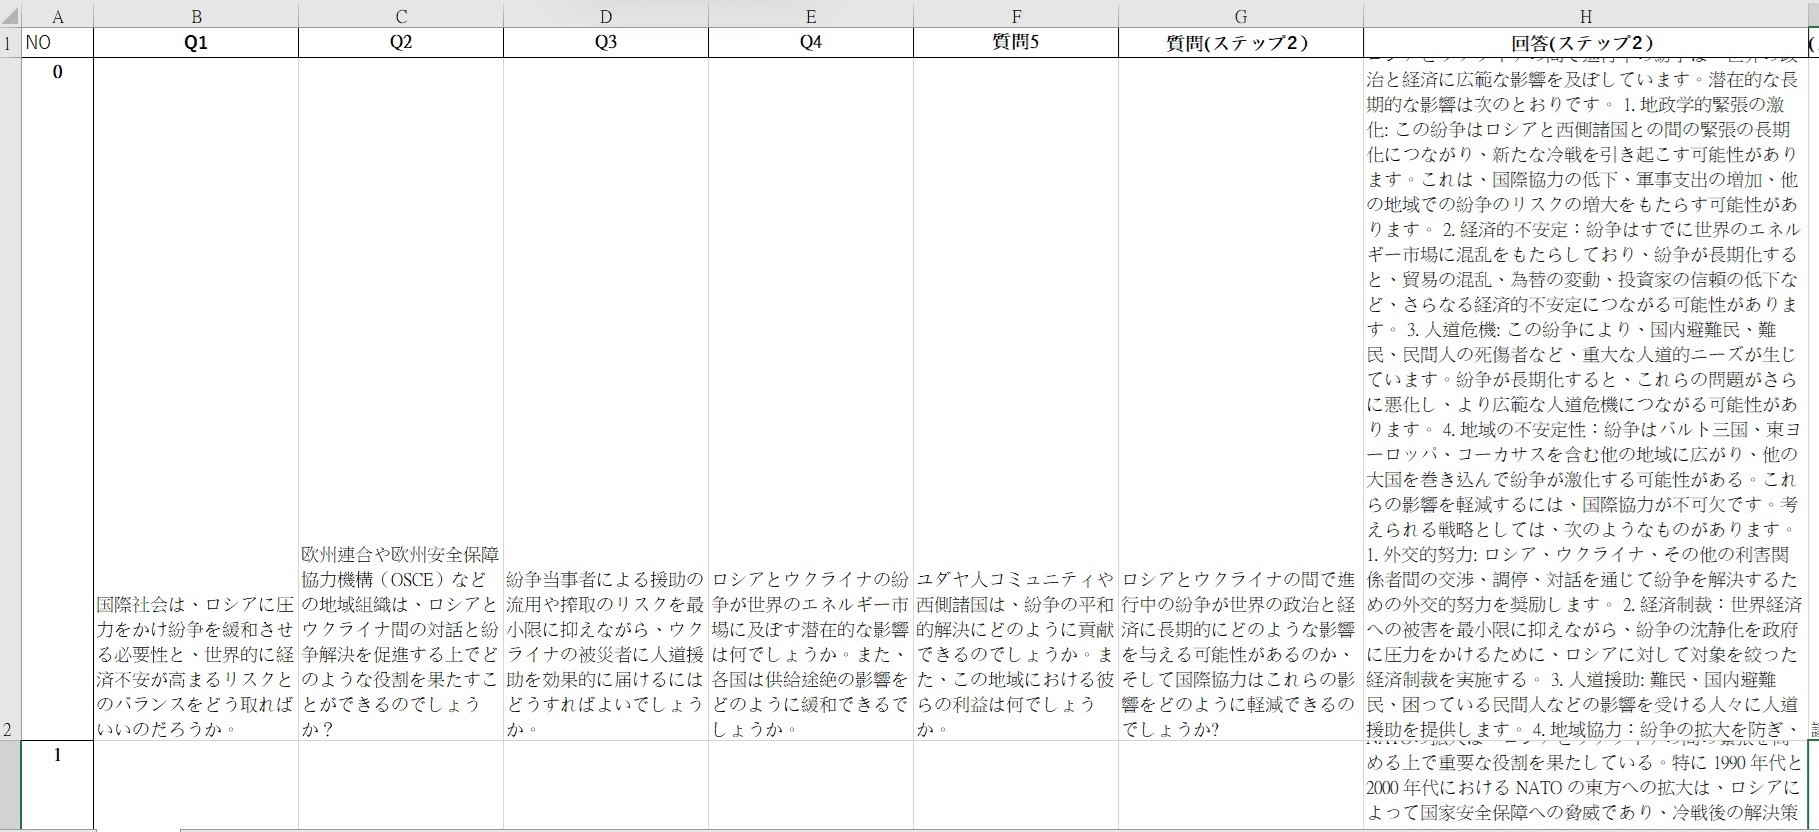 A B C D E F G H
1 NO Q1 Q2 Q3 Q4 質問5 質問(ステップ2) 回答(ステップ2) (
0
2
国際社会は、ロシアに圧
力をかけ紛争を緩和させ
る必要性と、世界的に経
済不安が高まるリスクと
のバランスをどう取れば
いいのだろうか。
欧州連合や欧州安全保障
協力機構（OSCE）など
の地域組織は、ロシアと
ウクライナ間の対話と紛
争解決を促進する上でど
のような役割を果たすこ
とができるのでしょう
か？
紛争当事者による援助の
流用や搾取のリスクを最
小限に抑えながら、ウク
ライナの被災者に人道援
助を効果的に届けるには
どうすればよいでしょう
か。
ロシアとウクライナの紛
争が世界のエネルギー市
場に及ぼす潜在的な影響
は何でしょうか。また、
各国は供給途絶の影響を
どのように緩和できるで
しょうか。
ユダヤ人コミュニティや
西側諸国は、紛争の平和
的解決にどのように貢献
できるのでしょうか。ま
た、この地域における彼
らの利益は何でしょう
か。
ロシアとウクライナの間で進
行中の紛争が世界の政治と経
済に長期的にどのような影響
を与える可能性があるのか、
そして国際協力はこれらの影
響をどのように軽減できるの
でしょうか?
治と経済に広範な影響を及ぼしています。潜在的な長
期的な影響は次のとおりです。 1. 地政学的緊張の激
化: この紛争はロシアと西側諸国との間の緊張の長期
化につながり、新たな冷戦を引き起こす可能性があり
ます。これは、国際協力の低下、軍事支出の増加、他
の地域での紛争のリスクの増大をもたらす可能性があ
ります。 2. 経済的不安定：紛争はすでに世界のエネル
ギー市場に混乱をもたらしており、紛争が長期化する
と、貿易の混乱、為替の変動、投資家の信頼の低下な
ど、さらなる経済的不安定につながる可能性がありま
す。 3. 人道危機: この紛争により、国内避難民、難
民、民間人の死傷者など、重大な人道的ニーズが生じ
ています。紛争が長期化すると、これらの問題がさら
に悪化し、より広範な人道危機につながる可能性があ
ります。 4. 地域の不安定性：紛争はバルト三国、東ヨ
ーロッパ、コーカサスを含む他の地域に広がり、他の
大国を巻き込んで紛争が激化する可能性がある。これ
らの影響を軽減するには、国際協力が不可欠です。考
えられる戦略としては、次のようなものがあります。
1. 外交的努力: ロシア、ウクライナ、その他の利害関
係者間の交渉、調停、対話を通じて紛争を解決するた
めの外交的努力を奨励します。 2. 経済制裁：世界経済
への被害を最小限に抑えながら、紛争の沈静化を政府
に圧力をかけるために、ロシアに対して対象を絞った
経済制裁を実施する。 3. 人道援助: 難民、国内避難
民、困っている民間人などの影響を受ける人々に人道
援助を提供します。 4. 地域協力：紛争の拡大を防ぎ、
1
める上で重要な役割を果たしている。特に 1990 年代と
2000 年代における NATO の東方への拡大は、ロシアに
よって国家安全保障への脅威であり、冷戦後の解決策